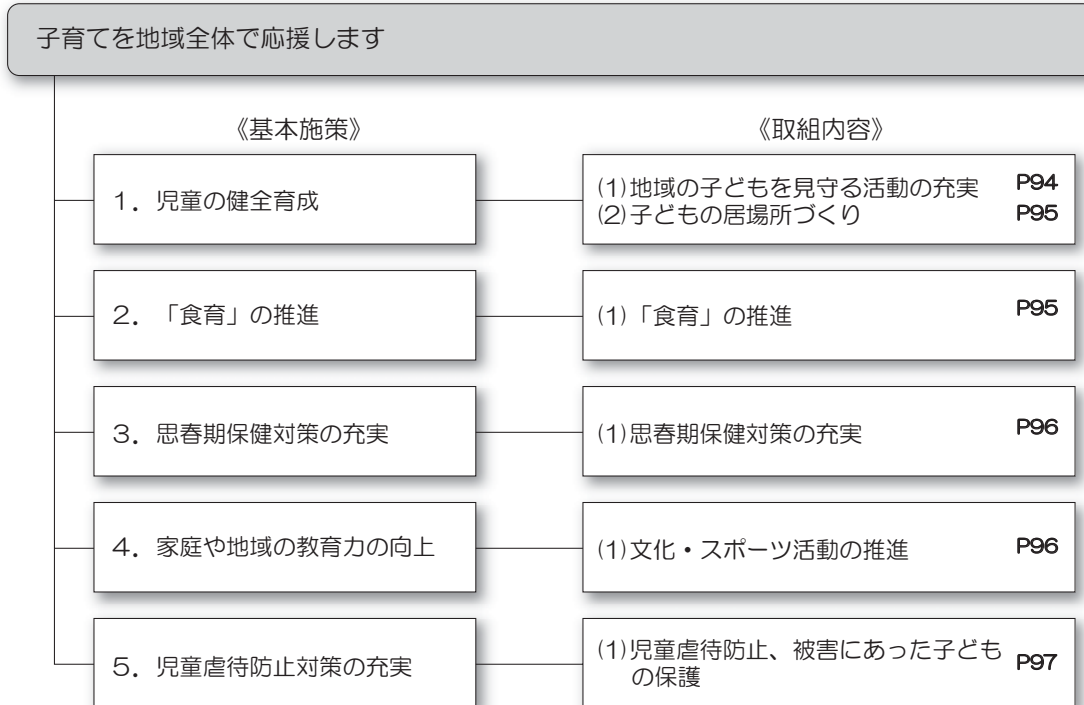 子育てを地域全体で応援します
《基本施策》
《取組内容》
1．児童の健全育成
(1)地域の子どもを見守る活動の充実 P94
(2)子どもの居場所づくり P95
2．「食育」の推進
(1)「食育」の推進 P95
3．思春期保健対策の充実
(1)思春期保健対策の充実 P96
4．家庭や地域の教育力の向上
(1)文化・スポーツ活動の推進 P96
5．児童虐待防止対策の充実
(1)児童虐待防止、被害にあった子ども P97
の保護